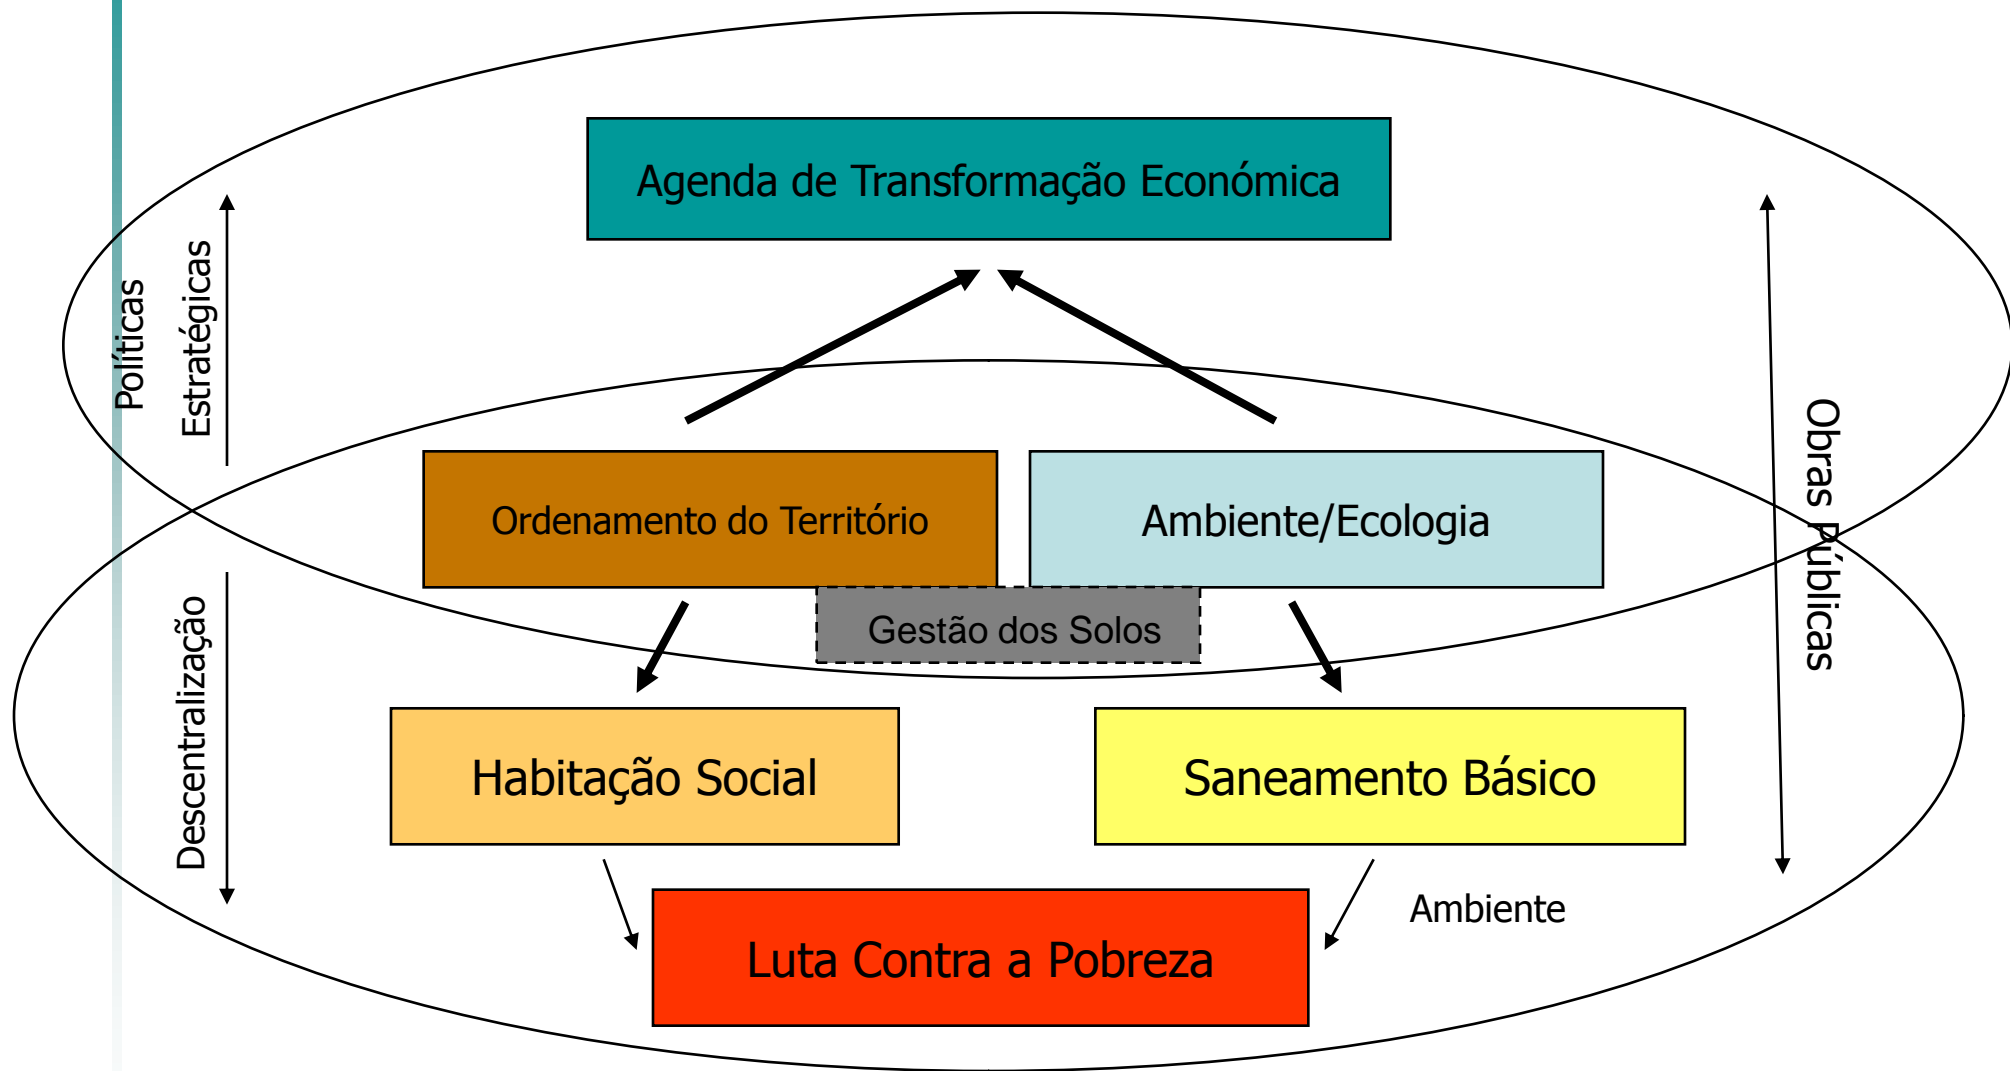 Agenda de Transformação Económica
Políticas
Estratégicas
Obras Públicas
Ordenamento do Território
Ambiente/Ecologia
Gestão dos Solos
Descentralização
Habitação Social
Saneamento Básico
Ambiente
Luta Contra a Pobreza